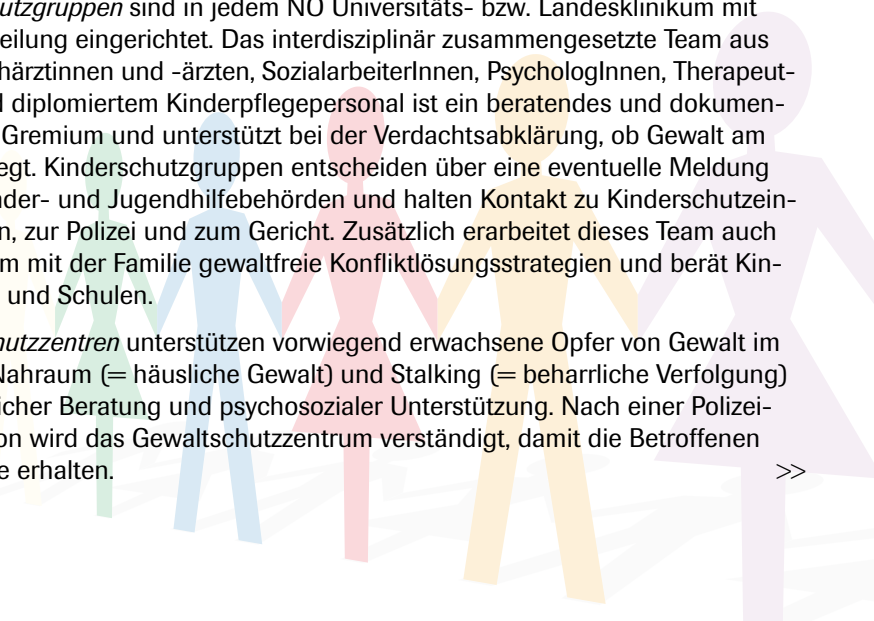 utzgruppen sind in jedem NÖ Universitäts- bzw. Landesklinikum mit
eilung eingerichtet. Das interdisziplinär zusammengesetzte Team aus
härztinnen und -ärzten, SozialarbeiterInnen, PsychologInnen, Therapeut-
diplomiertem Kinderpflegepersonal ist ein beratendes und dokumen-
Gremium und unterstützt bei der Verdachtsabklärung, ob Gewalt am
egt. Kinderschutzgruppen entscheiden über eine eventuelle Meldung
nder- und Jugendhilfebehörden und halten Kontakt zu Kinderschutzein-
n, zur Polizei und zum Gericht. Zusätzlich erarbeitet dieses Team auch
m mit der Familie gewaltfreie Konfliktlösungsstrategien und berät Kin-
und Schulen.
hutzzentren unterstützen vorwiegend erwachsene Opfer von Gewalt im
Nahraum (= häusliche Gewalt) und Stalking (= beharrliche Verfolgung)
licher Beratung und psychosozialer Unterstützung. Nach einer Polizei-
on wird das Gewaltschutzzentrum verständigt, damit die Betroffenen
e erhalten. >>